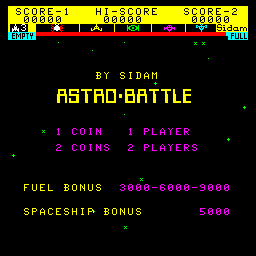 SCORE-1 HI-SCORE SCORE-2
00000 00000 00000
3 Sidam
EMPTY FULL
BY SIDAM
ASTRO·BATTLE
1 COIN 1 PLAYER
2 COINS 2 PLAYERS
FUEL BONUS 3000-6000-9000
SPACESHIP BONUS 5000